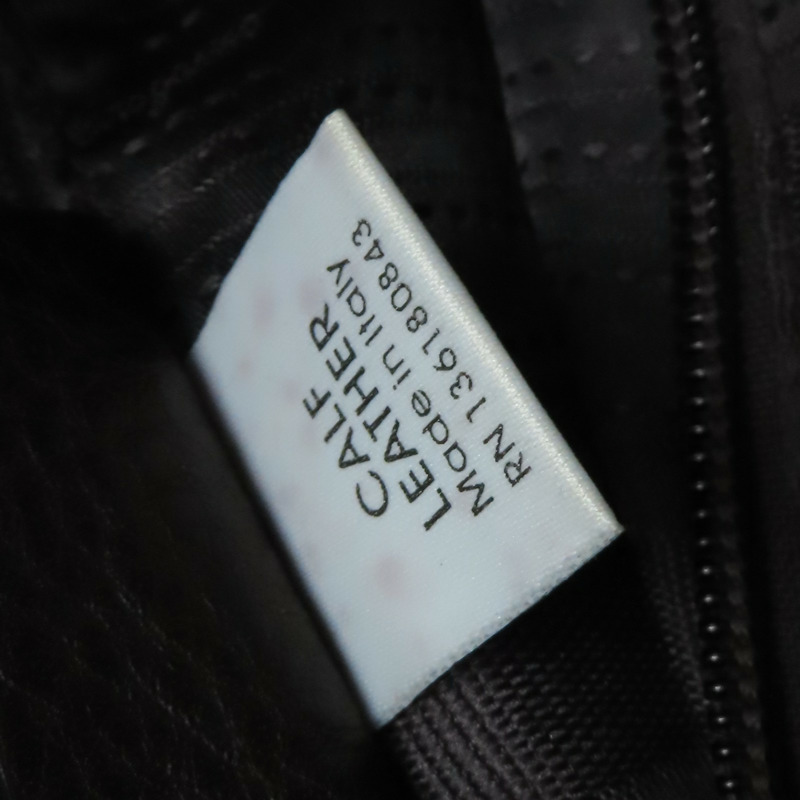 CALF
LEATHER
Made in Italy
RN 136180843